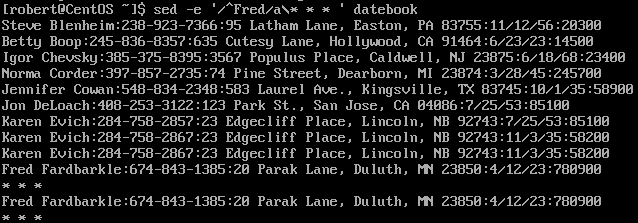 [robert@CentOS ~]$ sed -e '/^Fred/a\* * * ' datebook
Steve Blenheim:238-923-7366:95 Latham Lane, Easton, PA 83755:11/12/56:20300
Betty Boop:245-836-8357:635 Cutesy Lane, Hollywood, CA 91464:6/23/23:14500
Igor Chevsky:385-375-8395:3567 Populus Place, Caldwell, NJ 23875:6/18/68:23400
Norma Corder:397-857-2735:74 Pine Street, Dearborn, MI 23874:3/28/45:245700
Jennifer Cowan:548-834-2348:583 Laurel Ave., Kingsville, TX 83745:10/1/35:58900
Jon DeLoach:408-253-3122:123 Park St., San Jose, CA 04086:7/25/53:85100
Karen Evich:284-758-2857:23 Edgecliff Place, Lincoln, NB 92743:7/25/53:85100
Karen Evich:284-758-2867:23 Edgecliff Place, Lincoln, NB 92743:11/3/35:58200
Karen Evich:284-758-2867:23 Edgecliff Place, Lincoln, NB 92743:11/3/35:58200
Fred Fardbarkle:674-843-1385:20 Parak Lane, Duluth, MN 23850:4/12/23:780900
* * *
Fred Fardbarkle:674-843-1385:20 Parak Lane, Duluth, MN 23850:4/12/23:780900
* * *